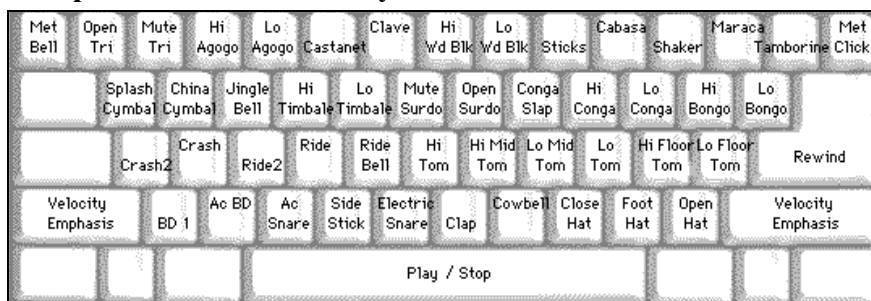 Met Open Mute Hi Lo Clave Hi Lo Cabasa Maraca Met
Bell Tri Tri Agogo Agogo Castanet Wd Blk Wd Blk Sticks Shaker Tamborine Click
Splash China Jingle Hi Lo Mute Open Conga Hi Lo Hi Lo
Cymbal Cymbal Bell Timbale Timbale Surdo Surdo Slap Conga Conga Bongo Bongo
Crash Ride Ride Hi Hi Mid Lo Mid Lo Hi Floor Lo Floor
Crash2 Ride2 Bell Tom Tom Tom Tom Tom Tom Rewind
Velocity Ac BD Ac Side Electric Cowbell Close Foot Open Velocity
Emphasis BD 1 Snare Stick Snare Clap Hat Hat Hat Emphasis
Play / Stop